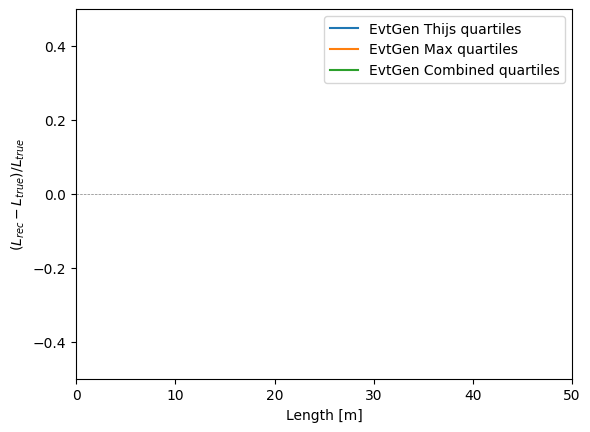 EvtGen Thijs quartiles
EvtGen Max quartiles
EvtGen Combined quartiles
(L_rec − L_true)/L_true
0.4
0.2
0.0
−0.2
−0.4
0 10 20 30 40 50
Length [m]